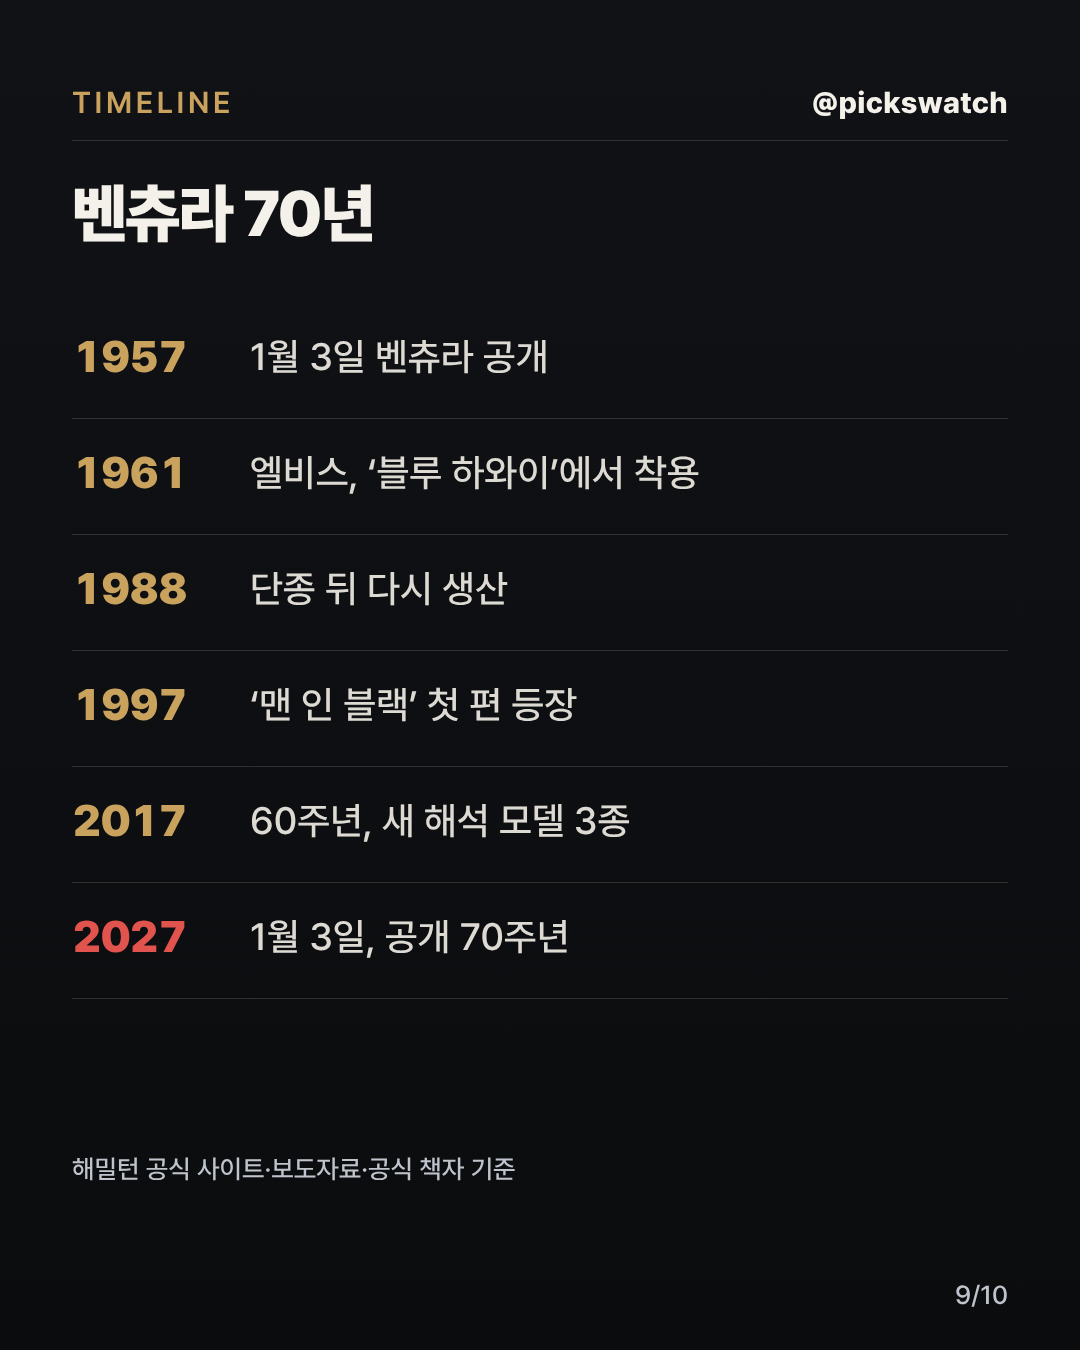 TIMELINE
@pickswatch
벤츄라 70년
1957 1월 3일 벤츄라 공개
1961 엘비스, ‘블루 하와이’에서 착용
1988 단종 뒤 다시 생산
1997 ‘맨 인 블랙’ 첫 편 등장
2017 60주년, 새 해석 모델 3종
2027 1월 3일, 공개 70주년
해밀턴 공식 사이트·보도자료·공식 책자 기준
9/10